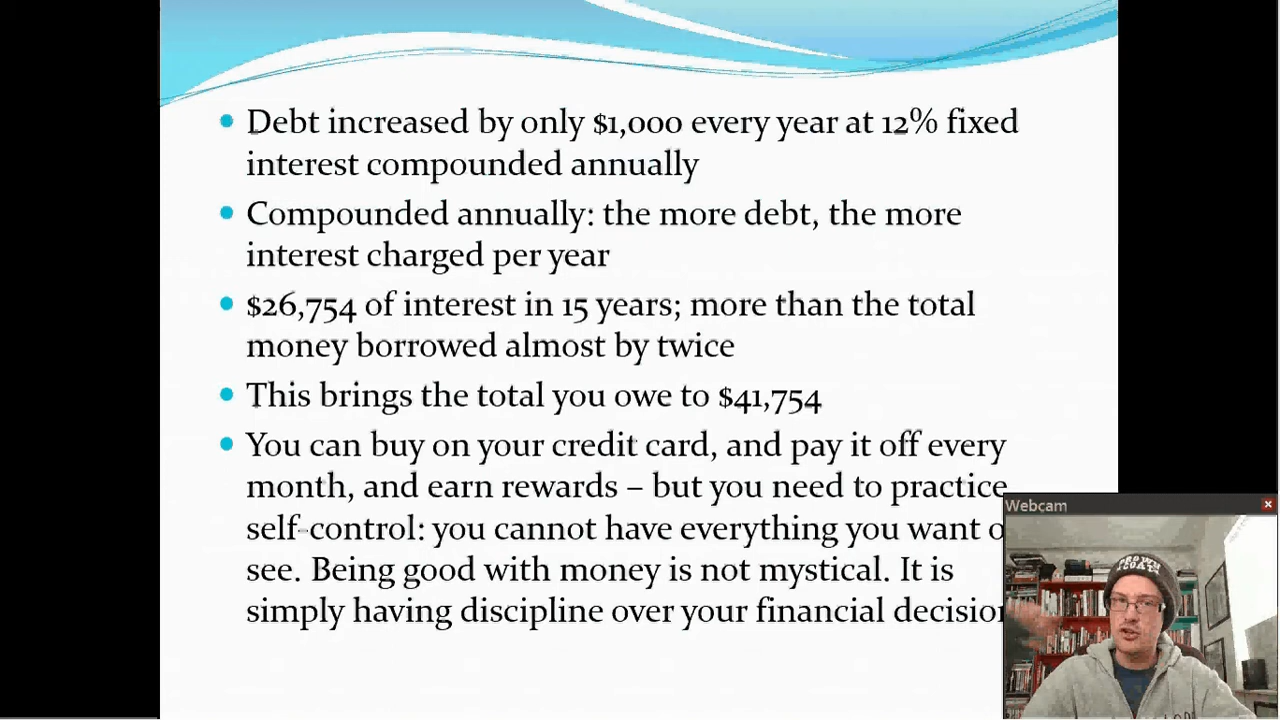 Debt increased by only $1,000 every year at 12% fixed
interest compounded annually
Compounded annually: the more debt, the more
interest charged per year
$26,754 of interest in 15 years; more than the total
money borrowed almost by twice
This brings the total you owe to $41,754
You can buy on your credit card, and pay it off every
month, and earn rewards – but you need to practice
self-control: you cannot have everything you want
see. Being good with money is not mystical. It is
simply having discipline over your financial
Webcam
BROWN
COATS